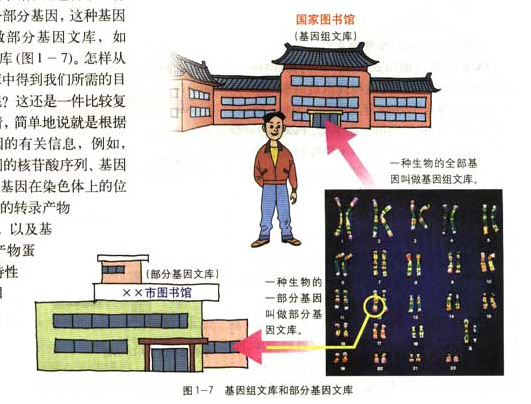 部分基因，这种基因
部分基因文库，如
库（图1－7）。怎样从
中得到我们所需的目
？这还是一件比较复
，简单地说就是根据
的有关信息，例如，
的核苷酸序列、基因
基因在染色体上的位
的转录产物
，以及基
产物蛋
特性
国家图书馆
（基因组文库）
一种生物的全部基
因叫做基因组文库。
（部分基因文库）
××市图书馆
一种生物的
一部分基因
叫做部分基
因文库。
图1-7 基因组文库和部分基因文库